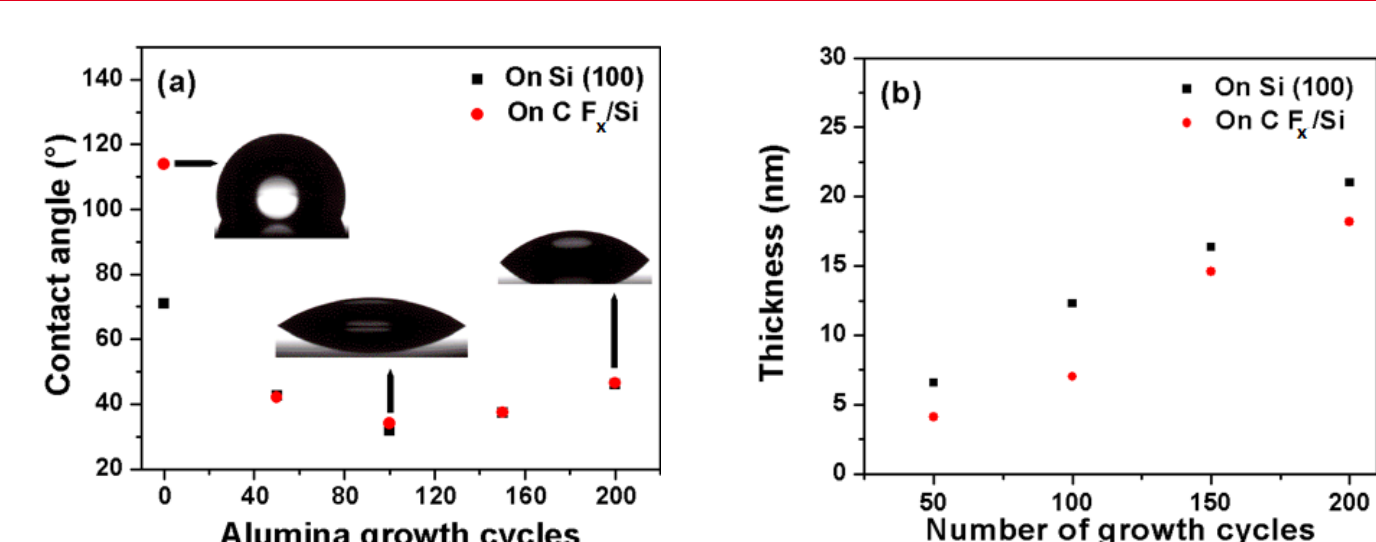 (a)
On Si (100)
On C Fx/Si
Contact angle (°)
140
120
100
80
60
40
20
0 40 80 120 160 200
Alumina growth cycles
(b)
On Si (100)
On C Fx/Si
Thickness (nm)
30
25
20
15
10
5
0
50 100 150 200
Number of growth cycles